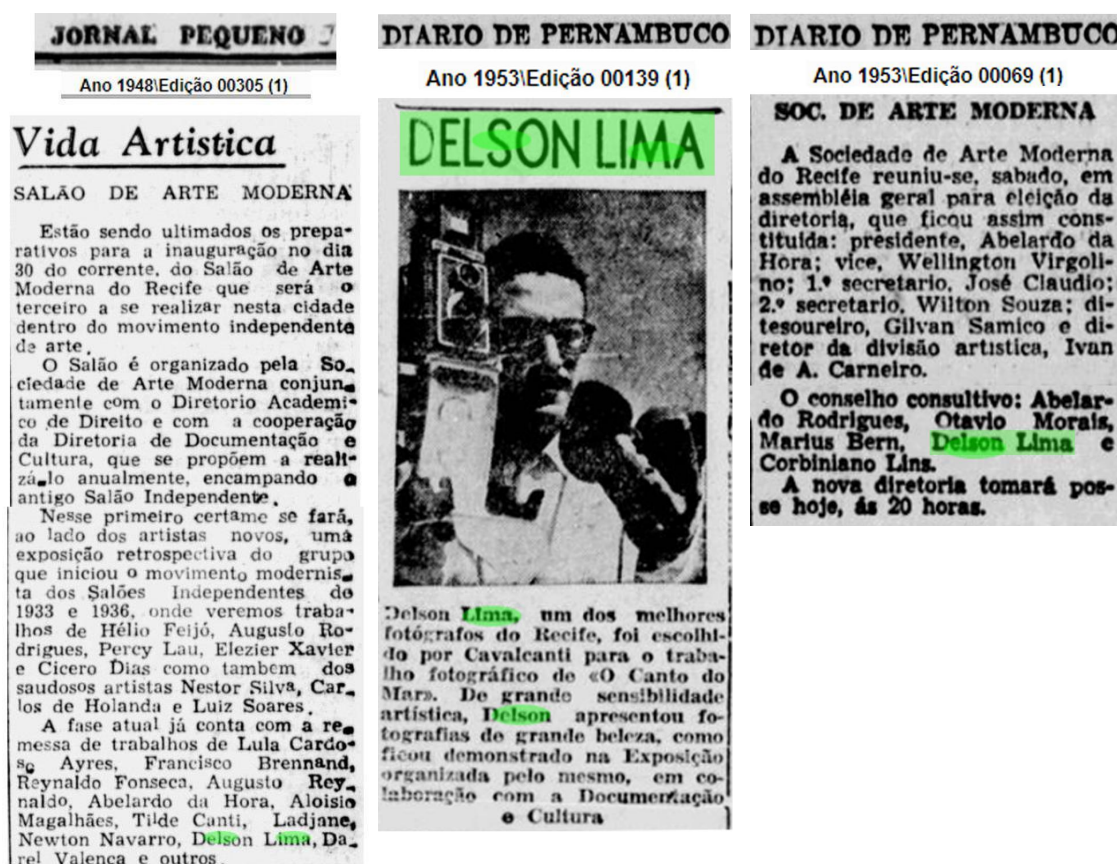 JORNAL PEQUENO
Ano 1948\Edição 00305 (1)
Vida Artistica
SALÃO DE ARTE MODERNA
Estão sendo ultimados os prepa-
rativos para a inauguração no dia
30 do corrente, do Salão de Arte
Moderna do Recife que será o
terceiro a se realizar nesta cidade
dentro do movimento independente
de arte.
O Salão é organizado pela So-
ciedade de Arte Moderna conjun-
tamente com o Diretorio Academi-
co de Direito e com a cooperação
da Diretoria de Documentação e
Cultura, que se propõem a reali-
zá-lo anualmente, encampando o
antigo Salão Independente.
Nesse primeiro certame se fará,
ao lado dos artistas novos, uma
exposição retrospectiva do grupo
que iniciou o movimento modernis-
ta dos Salões Independentes de
1933 e 1936, onde veremos traba-
lhos de Hélio Feijó, Augusto Ro-
drigues, Percy Lau, Elezier Xavier
e Cicero Dias como tambem dos
saudosos artistas Nestor Silva, Car-
los de Holanda e Luiz Soares.
A fase atual já conta com a re-
messa de trabalhos de Lula Cardo-
so Ayres, Francisco Brennand,
Reynaldo Fonseca, Augusto Rey-
naldo, Abelardo da Hora, Aloisio
Magalhães, Tilde Canti, Ladjane,
Newton Navarro, Delson Lima, Da-
rel Valença e outros.
DIARIO DE PERNAMBUCO
Ano 1953\Edição 00139 (1)
DELSON LIMA
Delson Lima, um dos melhores
fotógrafos do Recife, foi escolhi-
do por Cavalcanti para o traba-
lho fotográfico de «O Canto do
Mar». De grande sensibilidade
artística, Delson apresentou fo-
tografias de grande beleza, como
ficou demonstrado na Exposição
organizada pelo mesmo, em co-
laboração com a Documentação
e Cultura
DIARIO DE PERNAMBUCO
Ano 1953\Edição 00069 (1)
SOC. DE ARTE MODERNA
A Sociedade de Arte Moderna
do Recife reuniu-se, sabado, em
assembléia geral para eleição da
diretoria, que ficou assim cons-
tituida: presidente, Abelardo da
Hora; vice, Wellington Virgoli-
no; 1.º secretario, José Claudio;
2.º secretario, Wilton Souza; di-
tesoureiro, Gilvan Samico e di-
retor da divisão artistica, Ivan
de A. Carneiro.
O conselho consultivo: Abelar-
do Rodrigues, Otavio Morais,
Marius Bern, Delson Lima e
Corbiniano Lins.
A nova diretoria tomará pos-
se hoje, ás 20 horas.